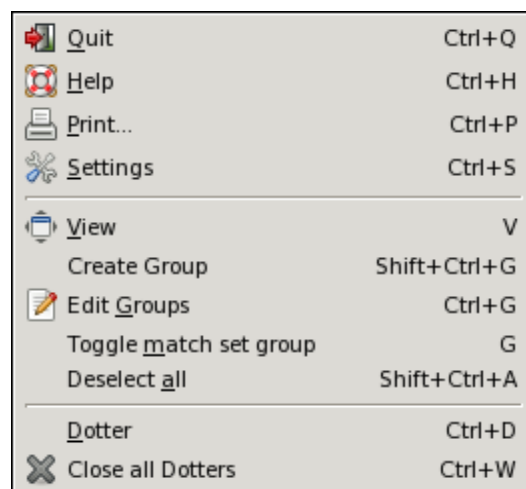 Quit Ctrl+Q
Help Ctrl+H
Print... Ctrl+P
Settings Ctrl+S
View V
Create Group Shift+Ctrl+G
Edit Groups Ctrl+G
Toggle match set group G
Deselect all Shift+Ctrl+A
Dotter Ctrl+D
Close all Dotters Ctrl+W